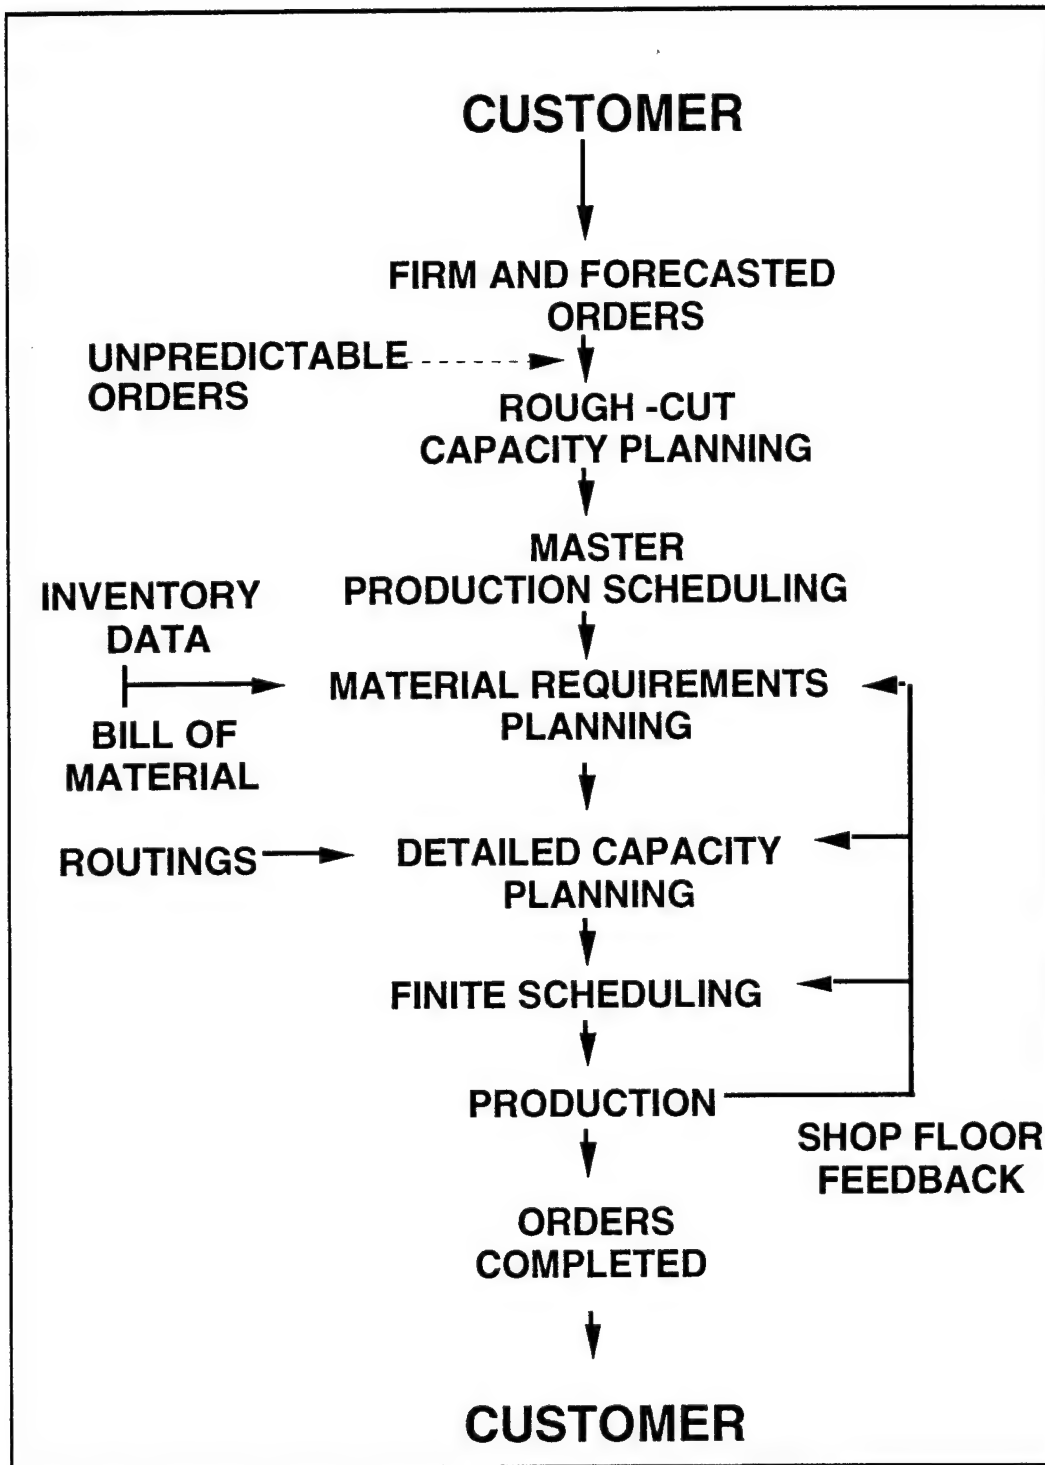 CUSTOMER
FIRM AND FORECASTED
ORDERS
UNPREDICTABLE
ORDERS
ROUGH -CUT
CAPACITY PLANNING
MASTER
PRODUCTION SCHEDULING
INVENTORY
DATA
MATERIAL REQUIREMENTS
PLANNING
BILL OF
MATERIAL
ROUTINGS
DETAILED CAPACITY
PLANNING
FINITE SCHEDULING
PRODUCTION
SHOP FLOOR
FEEDBACK
ORDERS
COMPLETED
CUSTOMER